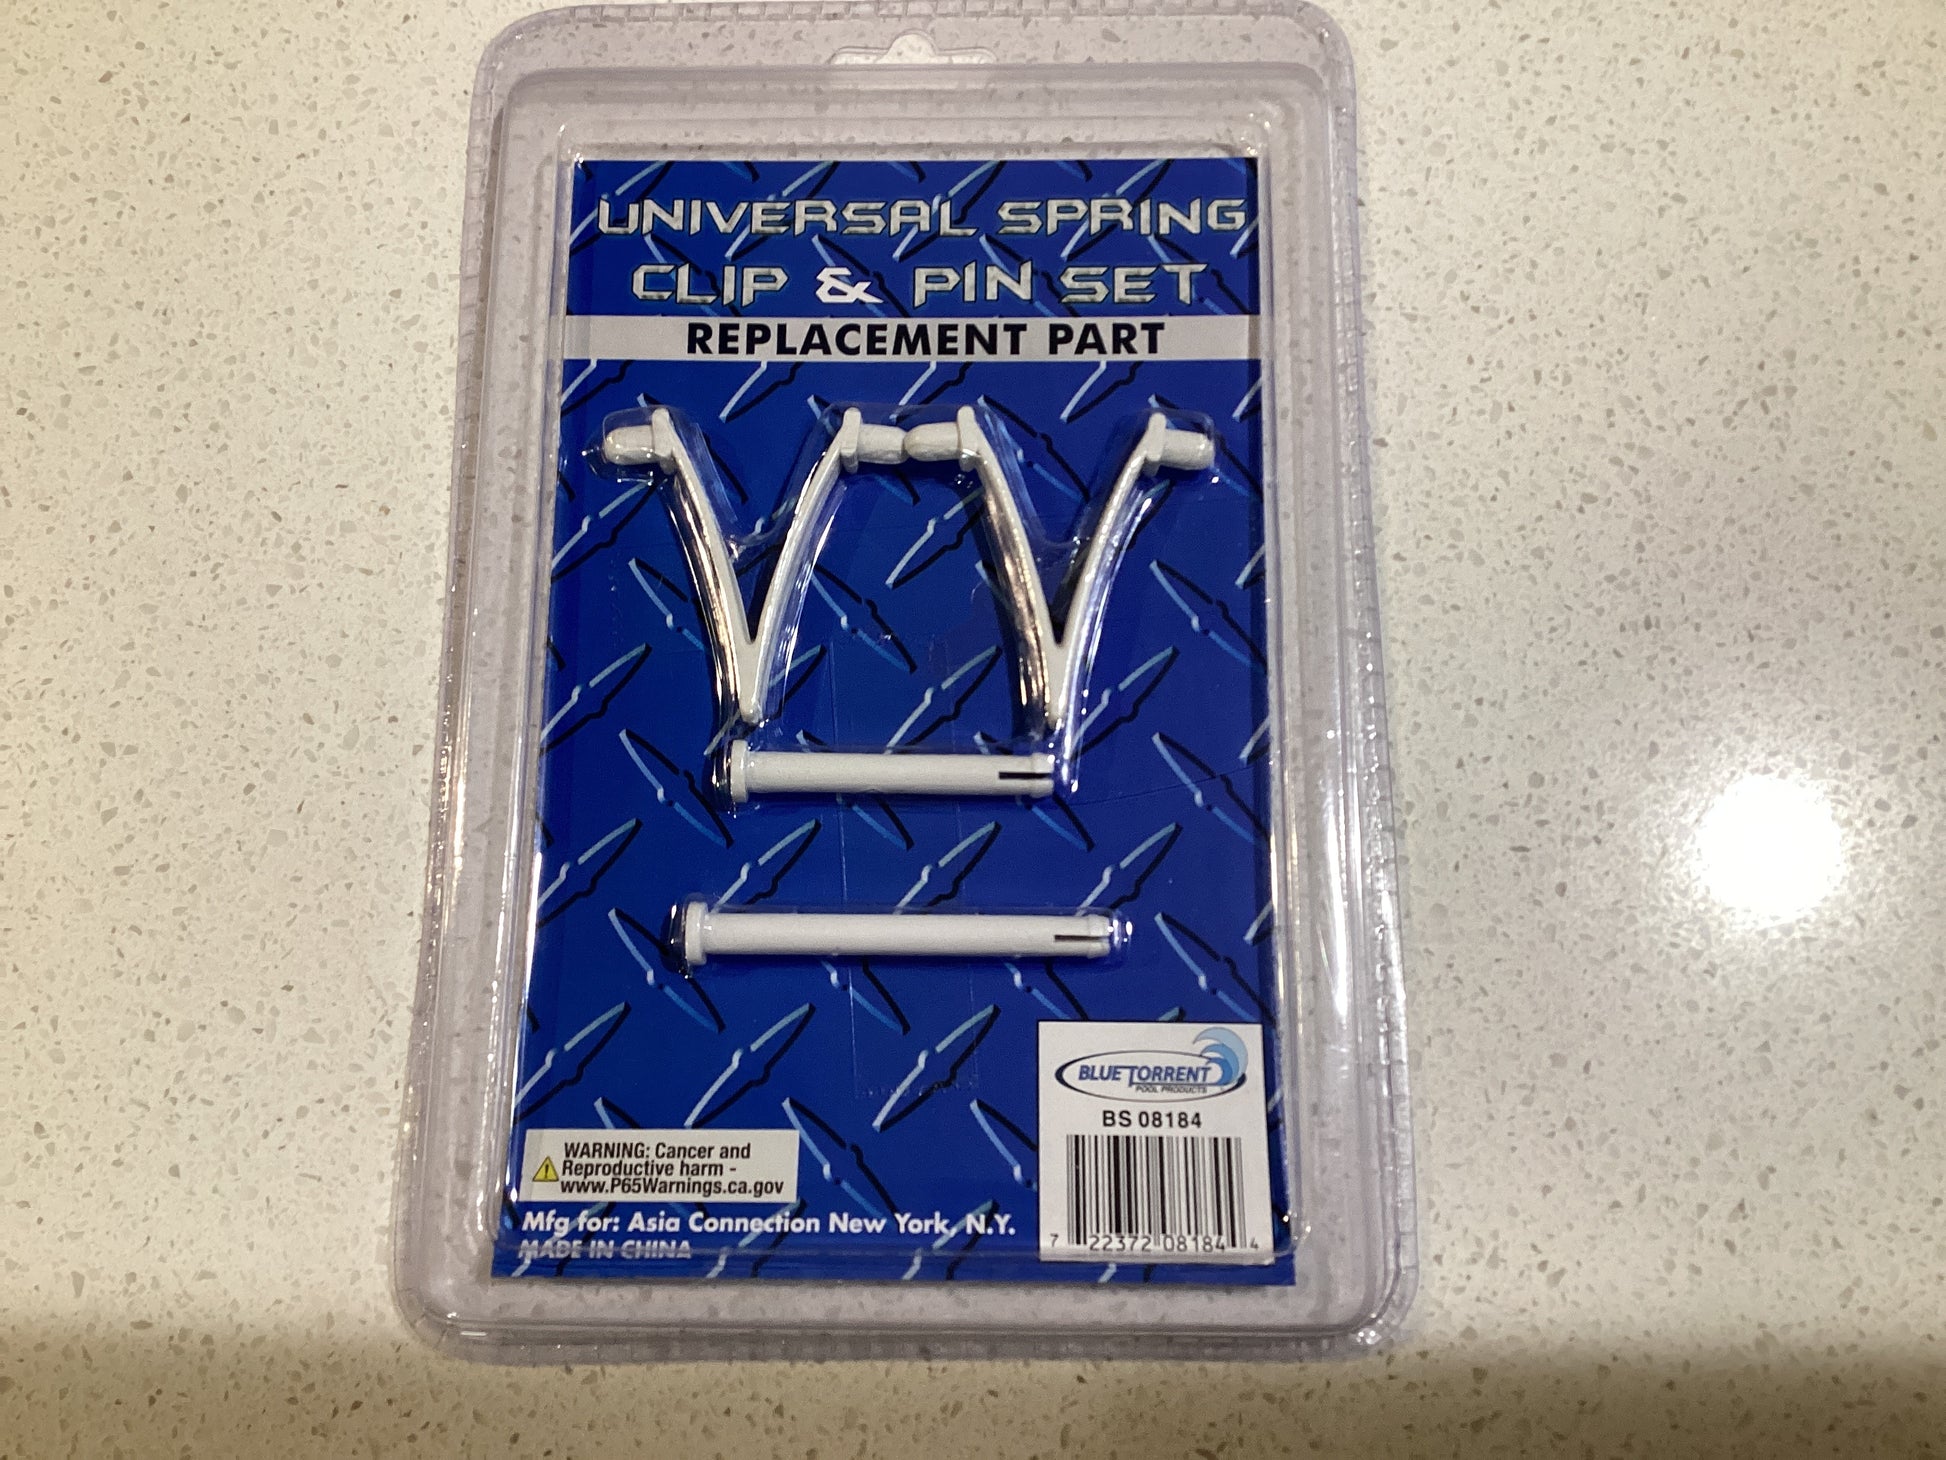 UNIVERSAL SPRING
CLIP & PIN SET
REPLACEMENT PART
BLUE TORRENT
POOL PRODUCTS
BS 08184
7 22372 08184 4
WARNING: Cancer and
Reproductive harm -
www.P65Warnings.ca.gov
Mfg for: Asia Connection New York, N.Y.
MADE IN CHINA